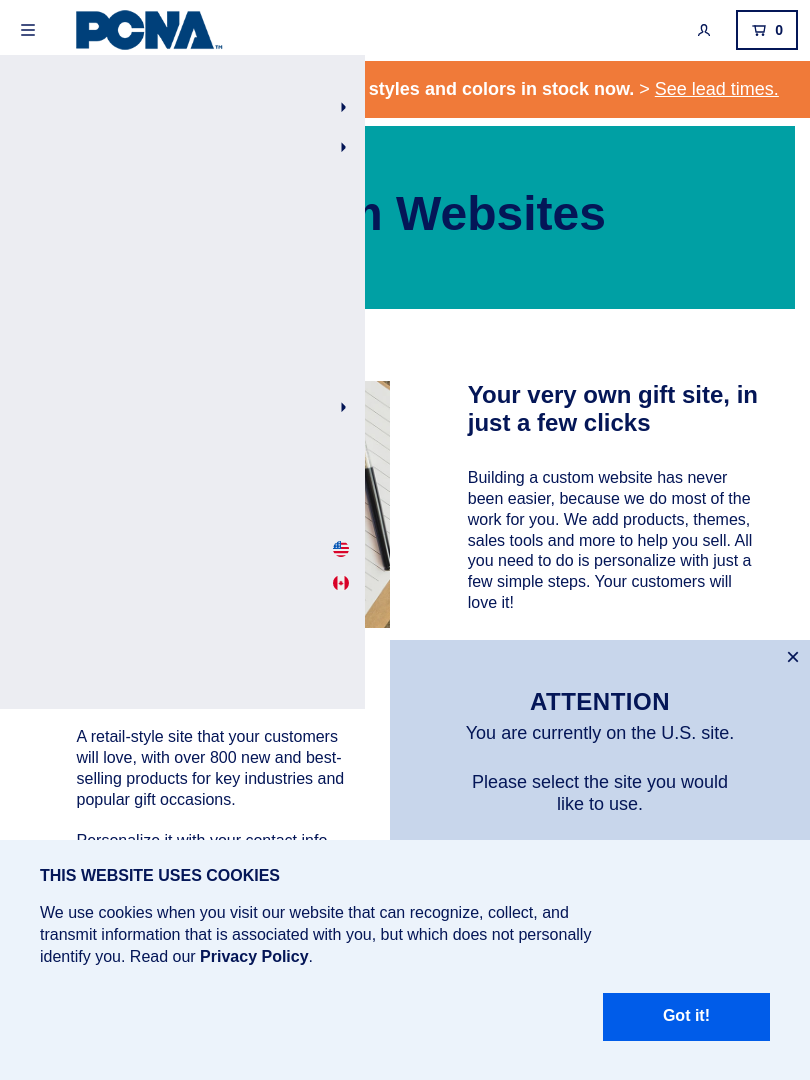 PCNA™
0
styles and colors in stock now. > See lead times.
Websites
Your very own gift site, in
just a few clicks
Building a custom website has never
been easier, because we do most of the
work for you. We add products, themes,
sales tools and more to help you sell. All
you need to do is personalize with just a
few simple steps. Your customers will
love it!
A retail-style site that your customers
will love, with over 800 new and best-
selling products for key industries and
popular gift occasions.
Personalize it with your contact info,
ATTENTION
You are currently on the U.S. site.
Please select the site you would
like to use.
THIS WEBSITE USES COOKIES
We use cookies when you visit our website that can recognize, collect, and
transmit information that is associated with you, but which does not personally
identify you. Read our Privacy Policy.
Got it!